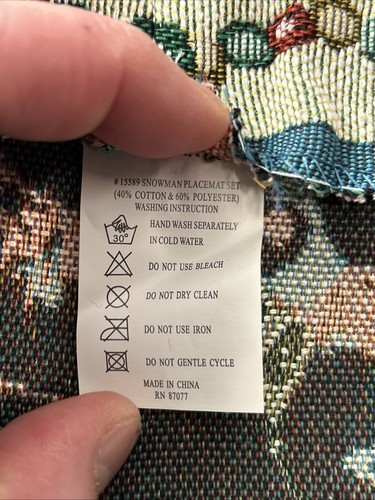 #15589 SNOWMAN PLACEMAT SET
(40% COTTON & 60% POLYESTER)
WASHING INSTRUCTION
HAND WASH SEPARATELY
30° IN COLD WATER
DO NOT USE BLEACH
DO NOT DRY CLEAN
DO NOT USE IRON
DO NOT GENTLE CYCLE
MADE IN CHINA
RN 87077